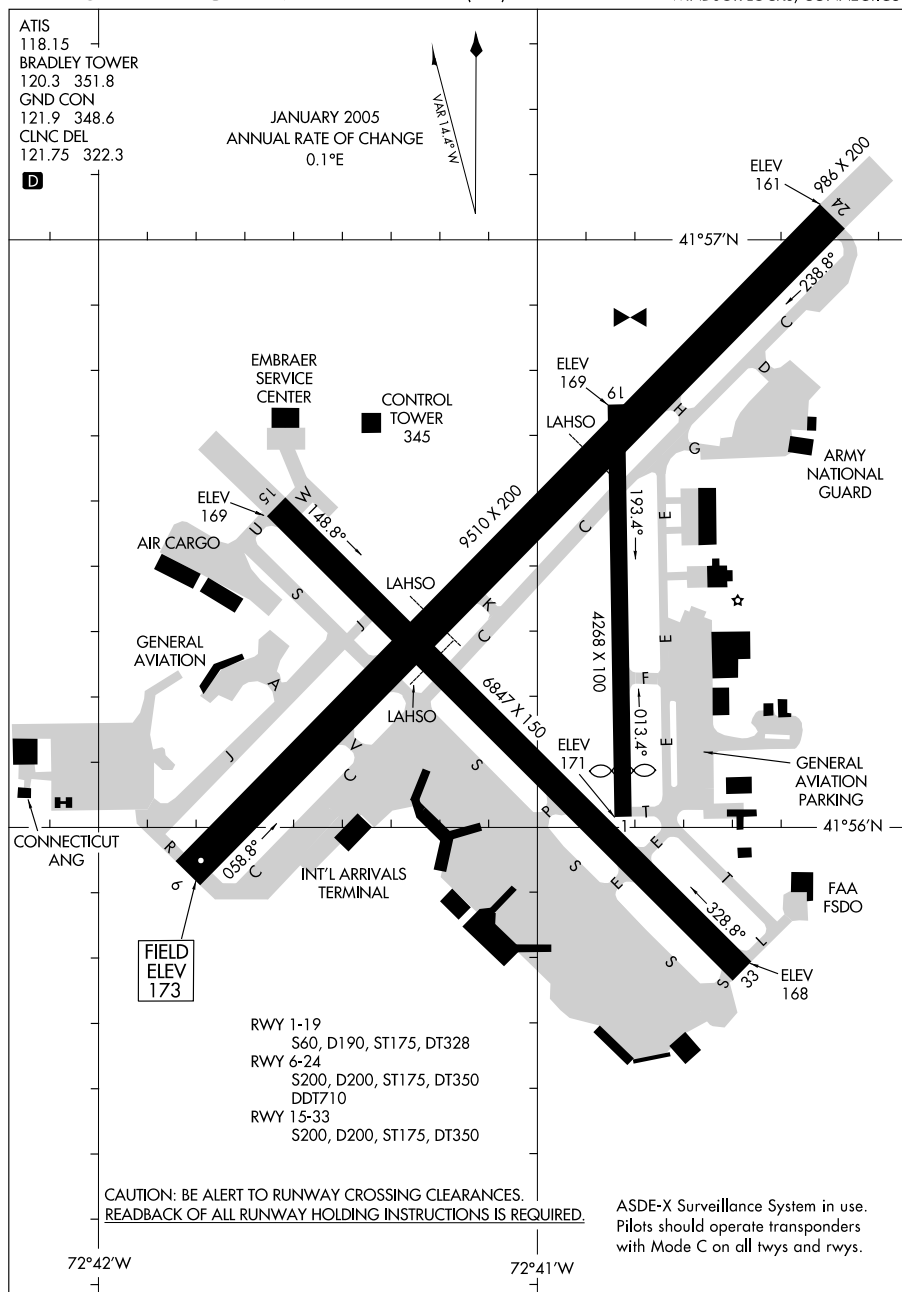 ATIS
118.15
BRADLEY TOWER
120.3 351.8
GND CON
121.9 348.6
CLNC DEL
121.75 322.3
D
JANUARY 2005
ANNUAL RATE OF CHANGE
0.1°E
VAR 14.4° W
ELEV
161
986 X 200
24
41°57'N
238.8°
C
D
H
G
EMBRAER
SERVICE
CENTER
CONTROL
TOWER
345
ELEV
169
19
LAHSO
ARMY
NATIONAL
GUARD
ELEV
169
15
W
U
148.8°
9510 X 200
C
193.4°
E
E
AIR CARGO
LAHSO
S
K
C
J
4268 X 100
E
GENERAL
AVIATION
A
F
6847 X 150
LAHSO
013.4°
J
V
C
S
E
ELEV
171
GENERAL
AVIATION
PARKING
P
T
1
E
41°56'N
CONNECTICUT
ANG
R
C
6
058.8°
INT'L ARRIVALS
TERMINAL
S
E
T
FAA
FSDO
328.8°
L
S
S
33
ELEV
168
FIELD
ELEV
173
RWY 1-19
S60, D190, ST175, DT328
RWY 6-24
S200, D200, ST175, DT350
DDT710
RWY 15-33
S200, D200, ST175, DT350
CAUTION: BE ALERT TO RUNWAY CROSSING CLEARANCES.
READBACK OF ALL RUNWAY HOLDING INSTRUCTIONS IS REQUIRED.
ASDE-X Surveillance System in use.
Pilots should operate transponders
with Mode C on all twys and rwys.
72°42'W
72°41'W